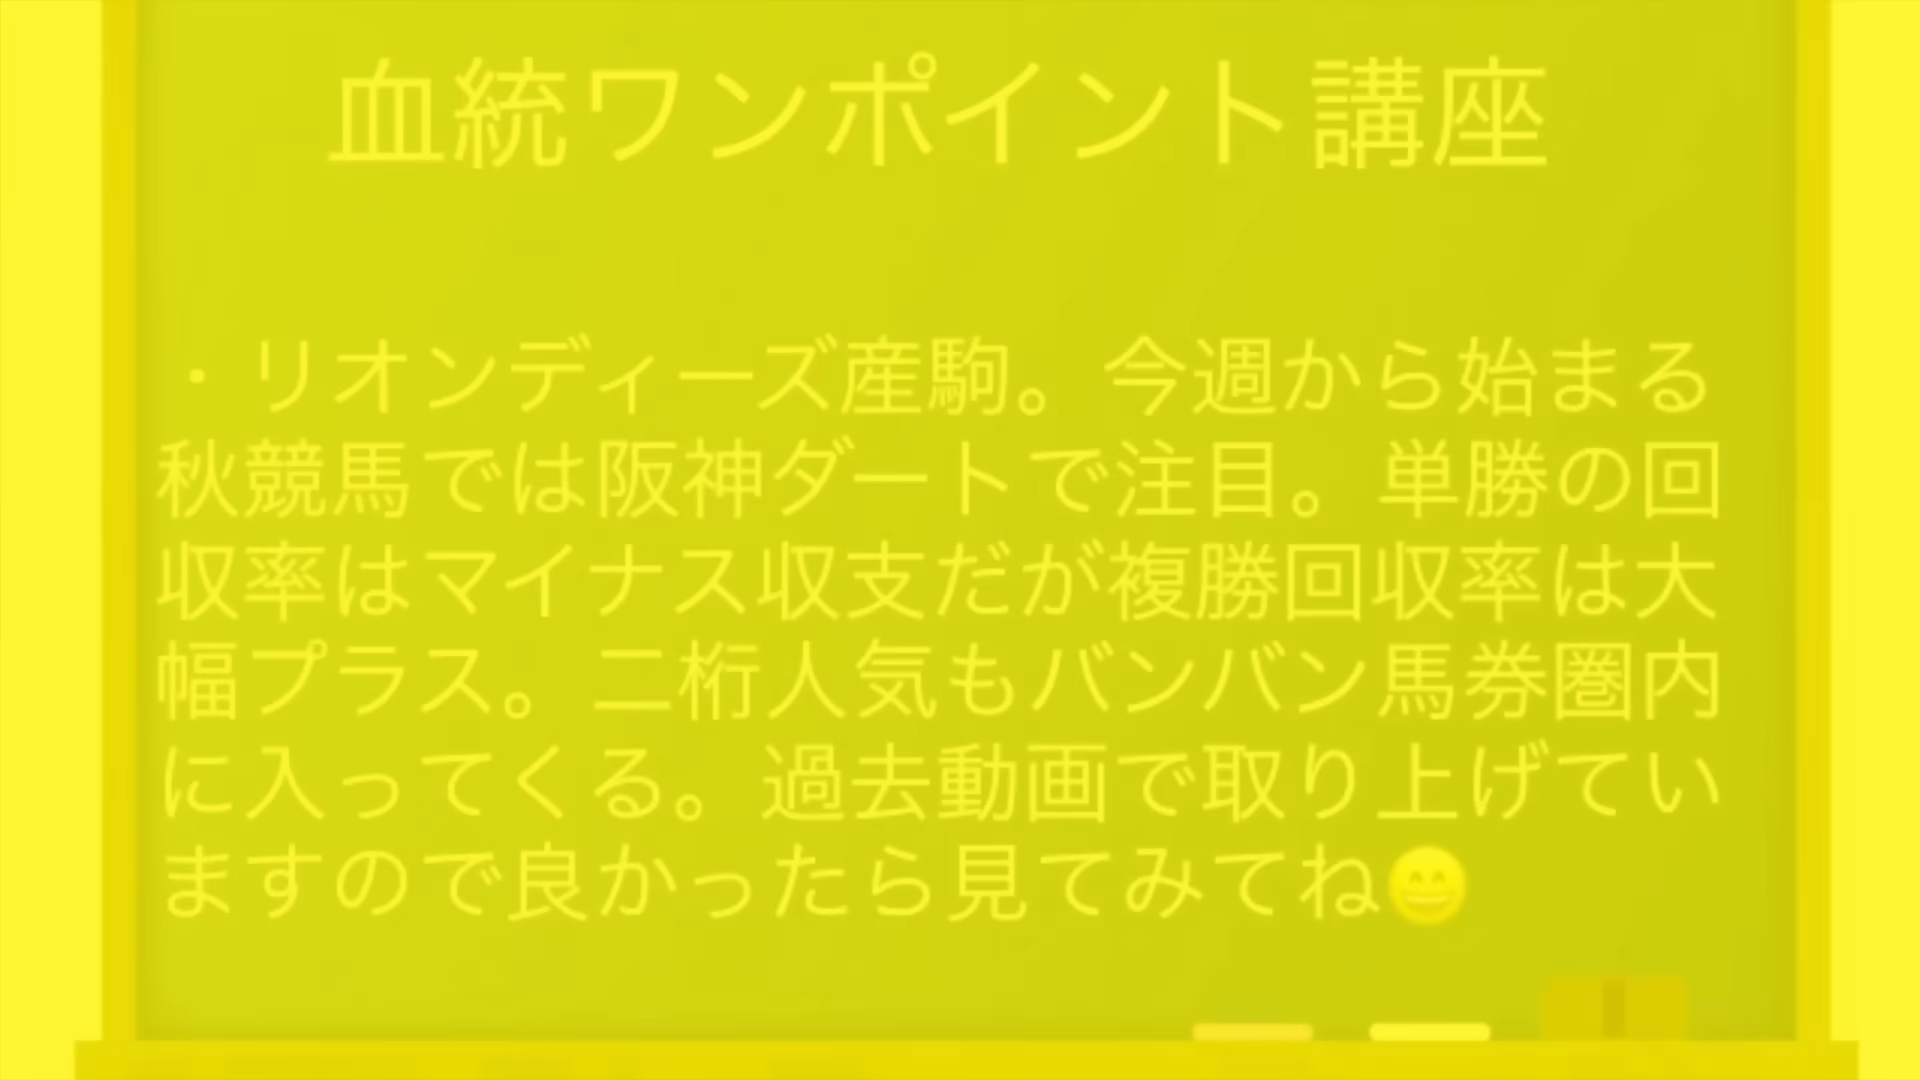 血統ワンポイント講座
・リオンディーズ産駒。今週から始まる
秋競馬では阪神ダートで注目。単勝の回
収率はマイナス収支だが複勝回収率は大
幅プラス。二桁人気もバンバン馬券圏内
に入ってくる。過去動画で取り上げてい
ますので良かったら見てみてね😄